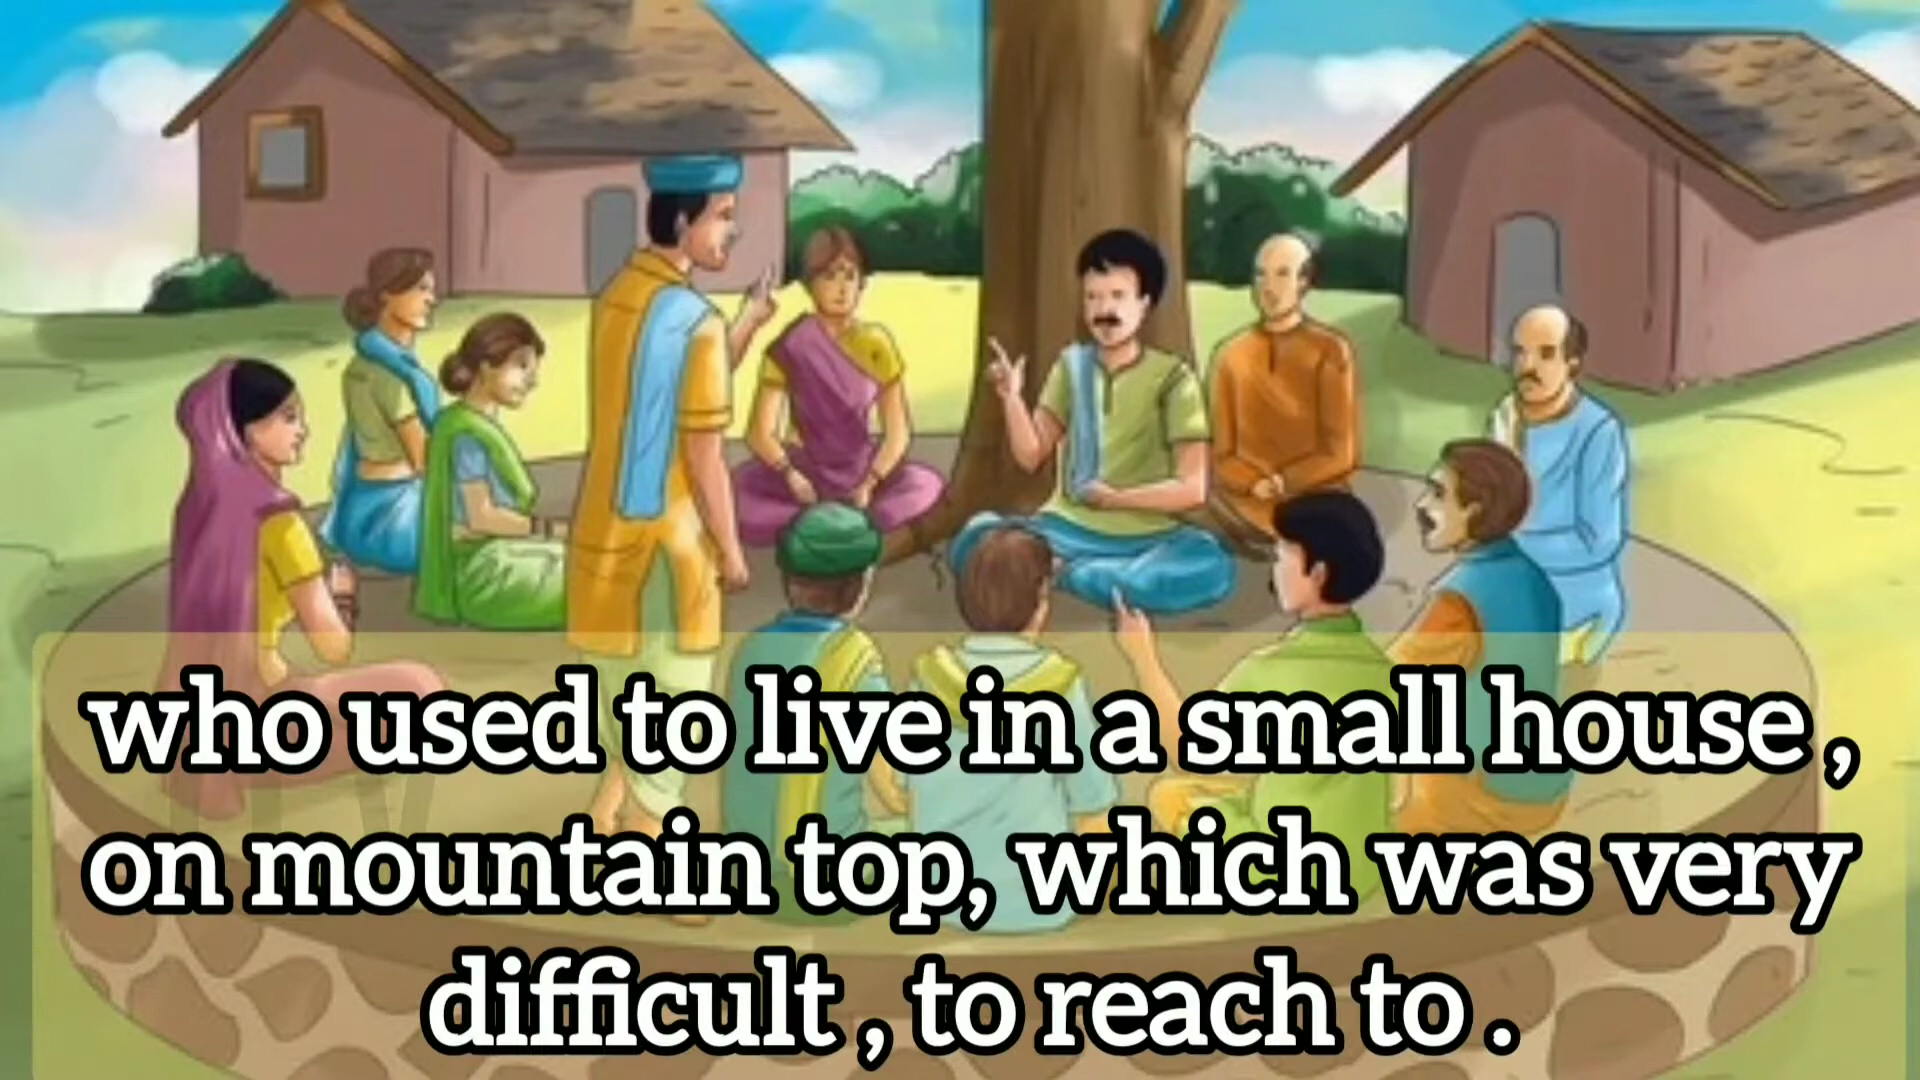 who used to live in a small house ,
on mountain top, which was very
difficult , to reach to .